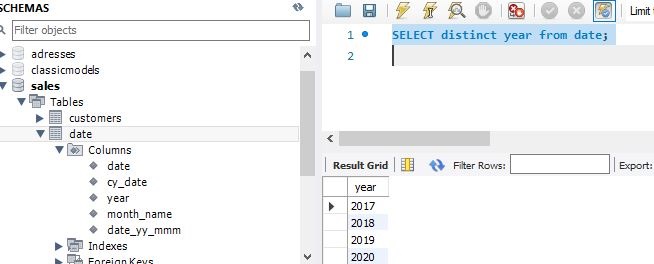 SCHEMAS
Filter objects
adresses
classicmodels
sales
Tables
customers
date
Columns
date
cy_date
year
month_name
date_yy_mmm
Indexes
Foreign Keys
Limit
1 SELECT distinct year from date;
2
Result Grid Filter Rows: Export:
year
2017
2018
2019
2020